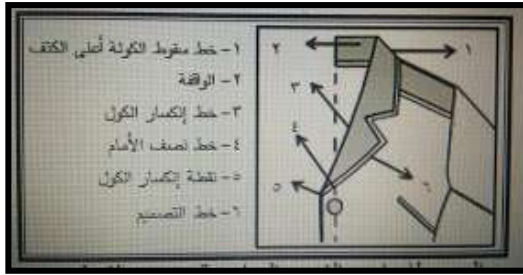 ١- خط سقوط الكولة أعلى الكتف
٢- الواقفة
٣- خط إنكسار الكول
٤- خط نصف الأمام
٥- نقطة إنكسار الكول
٦- خط التصميم
٢
١
٣
٤
٥
٦